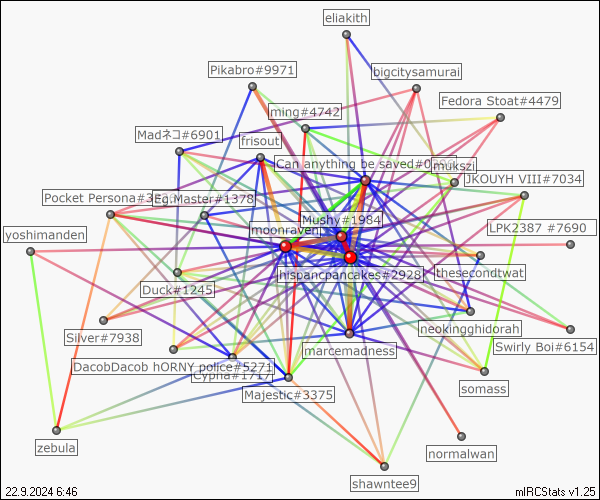 eliakith
Pikabro#9971
bigcitysamurai
ming#4742
Fedora Stoat#4479
Madネコ#6901
frisout
Can anything be saved#0
mukszi
JKOUYH VIII#7034
Pocket Persona#3
Eg.Master#1378
Mushy#1984
moonraven
LPK2387 #7690
yoshimanden
hispancpancakes#2928
thesecondtwat
Duck#1245
neokingghidorah
Silver#7938
marcemadness
Swirly Boi#6154
DacobDacob hORNY police#5271
Cypha#1717
Majestic#3375
somass
zebula
normalwan
shawntee9
22.9.2024 6:46
mIRCStats v1.25